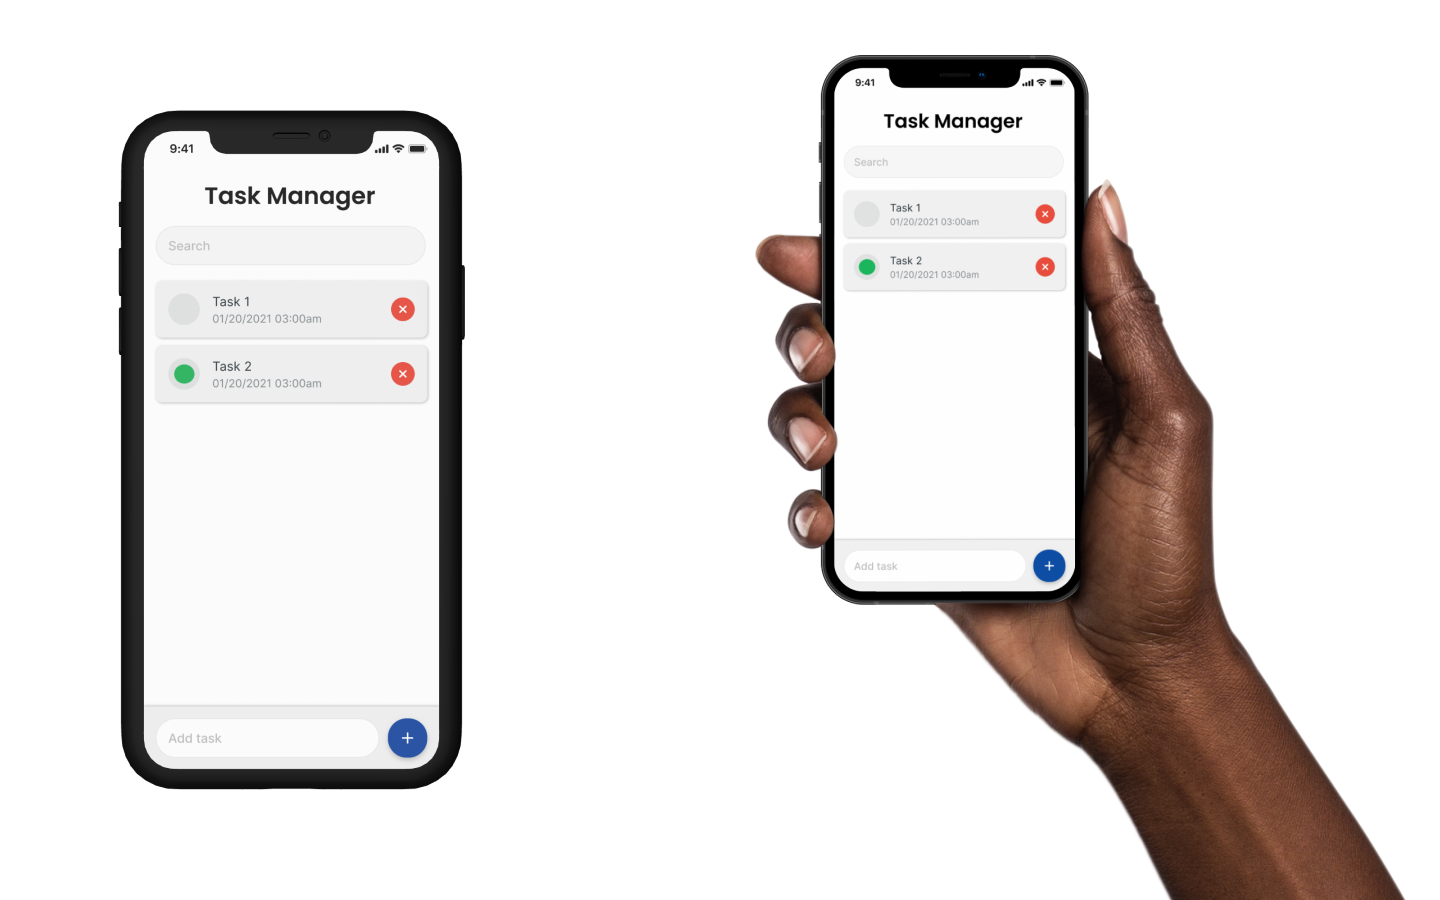 9:41
Task Manager
Search
Task 1
01/20/2021 03:00am
Task 2
01/20/2021 03:00am
Add task
9:41
Task Manager
Search
Task 1
01/20/2021 03:00am
Task 2
01/20/2021 03:00am
Add task